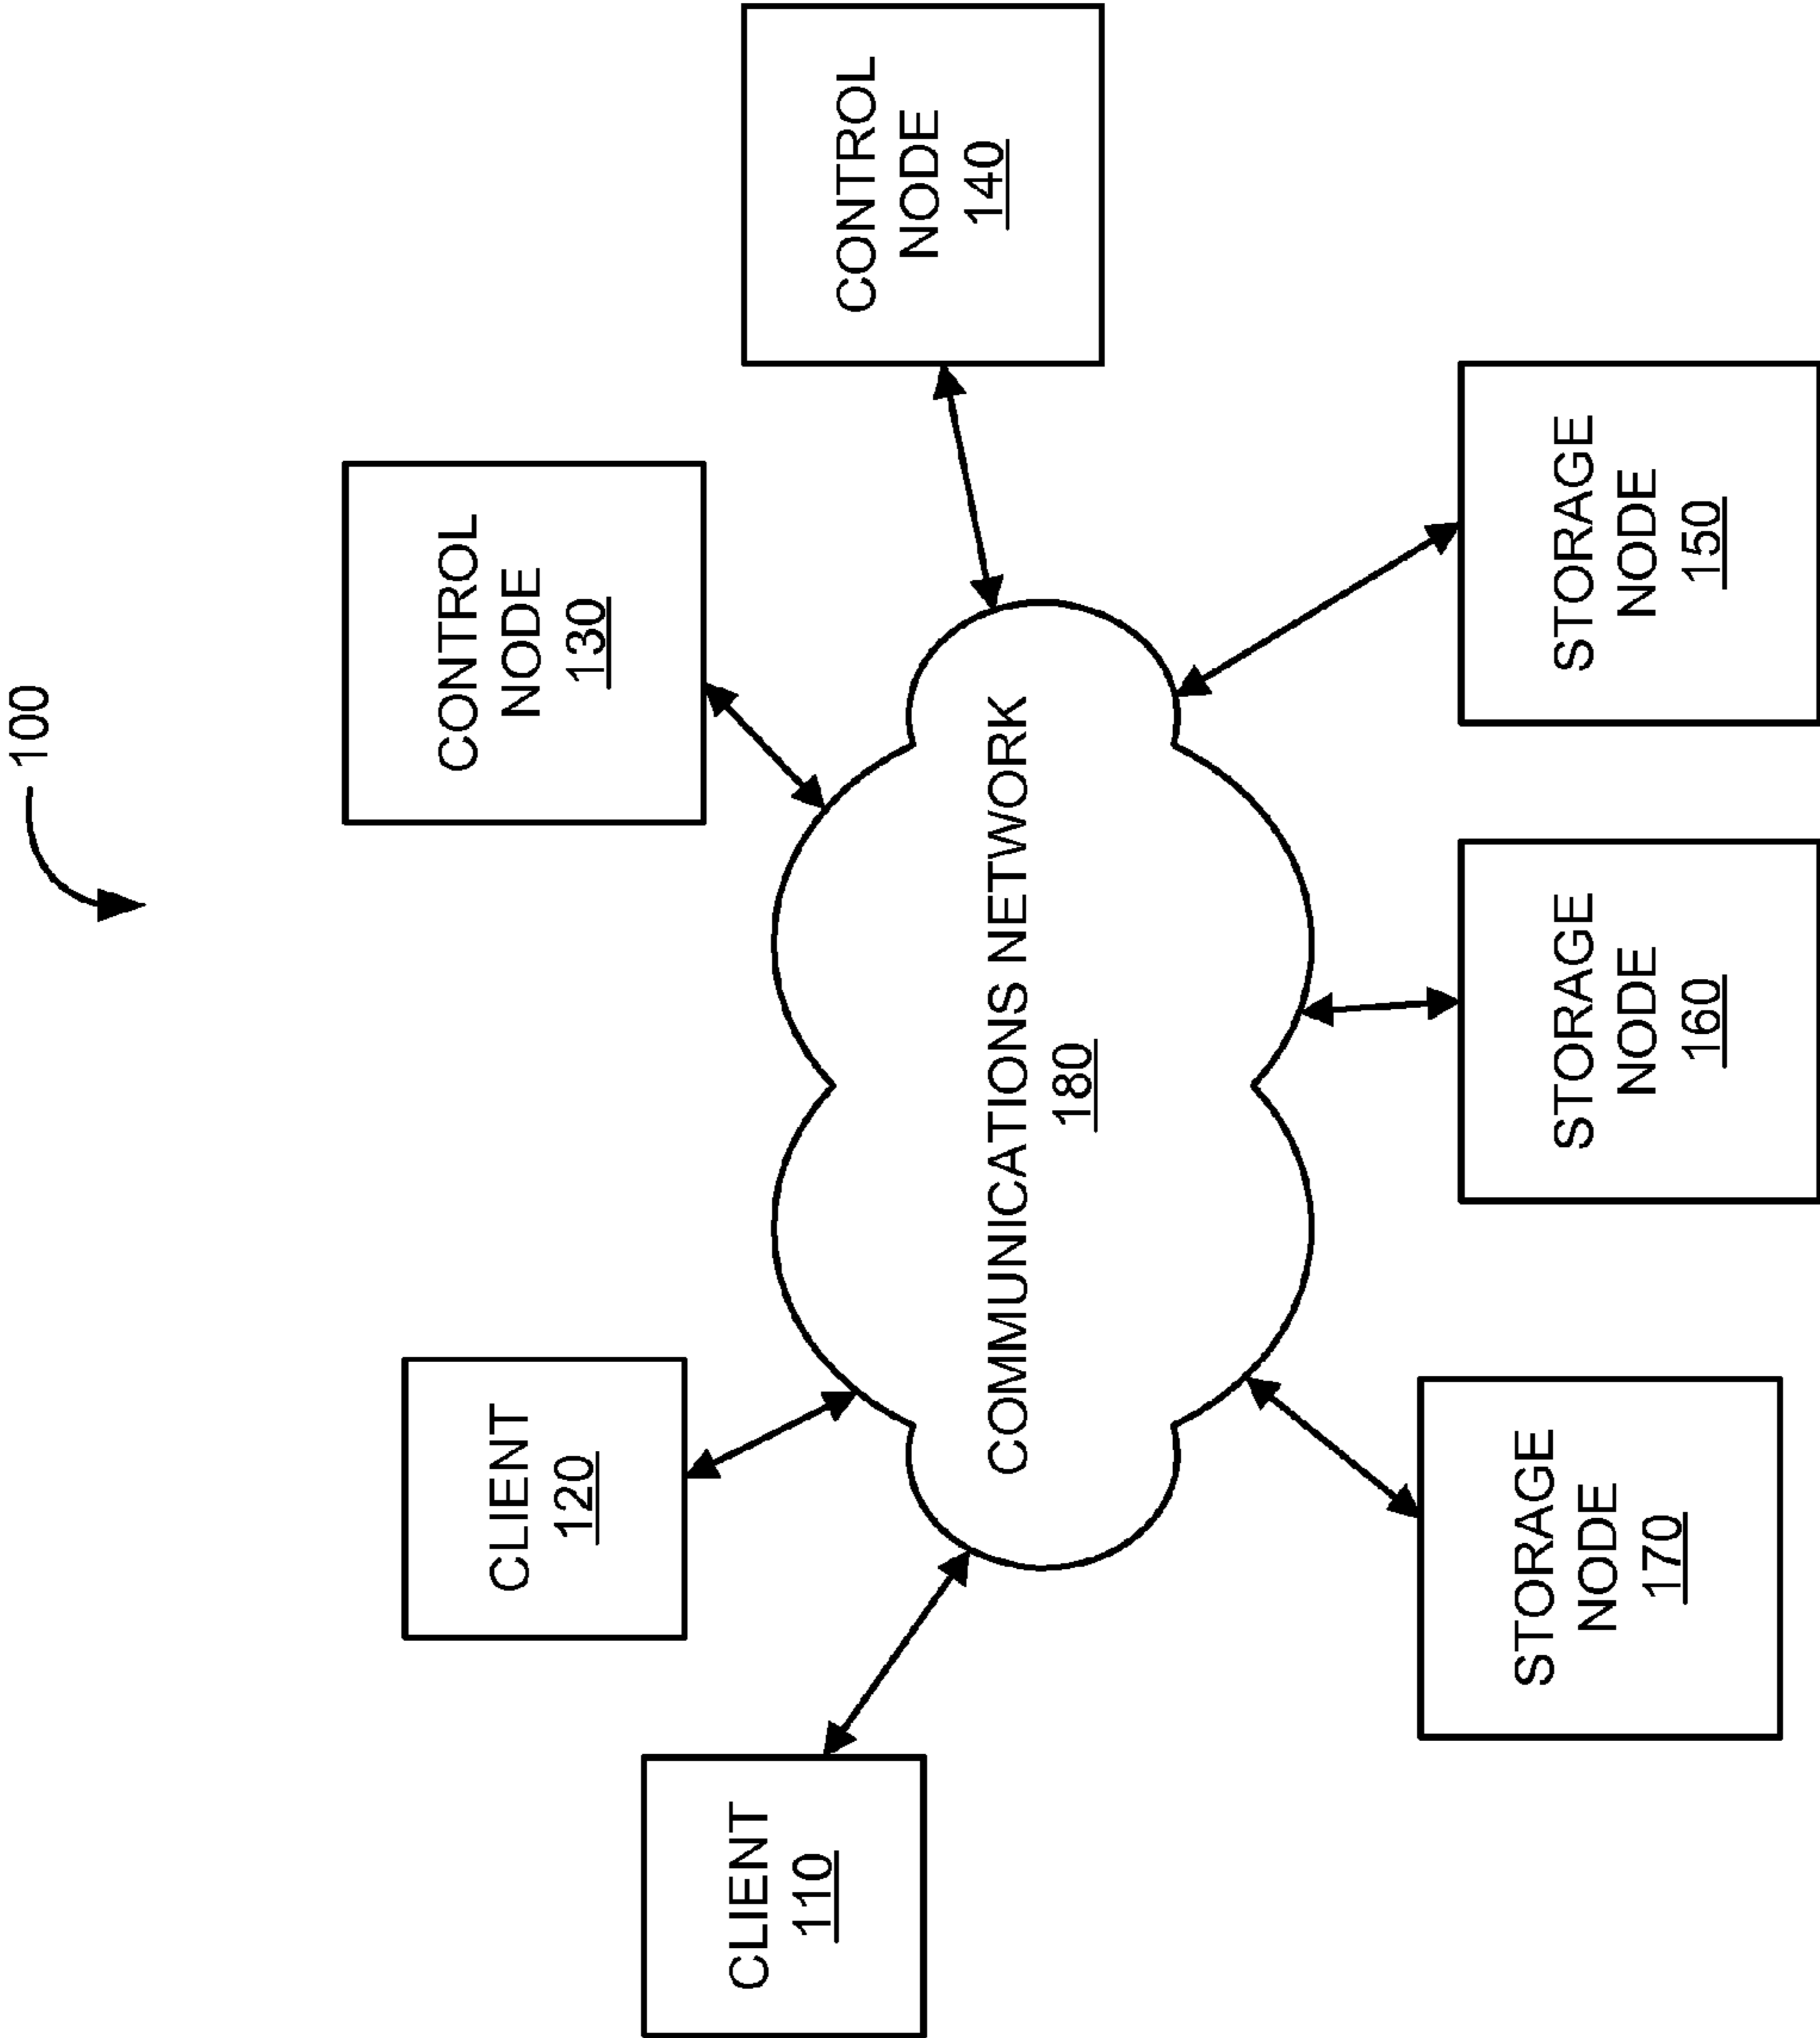 100
CLIENT
110
CLIENT
120
CONTROL
NODE
130
CONTROL
NODE
140
COMMUNICATIONS NETWORK
180
STORAGE
NODE
170
STORAGE
NODE
160
STORAGE
NODE
150